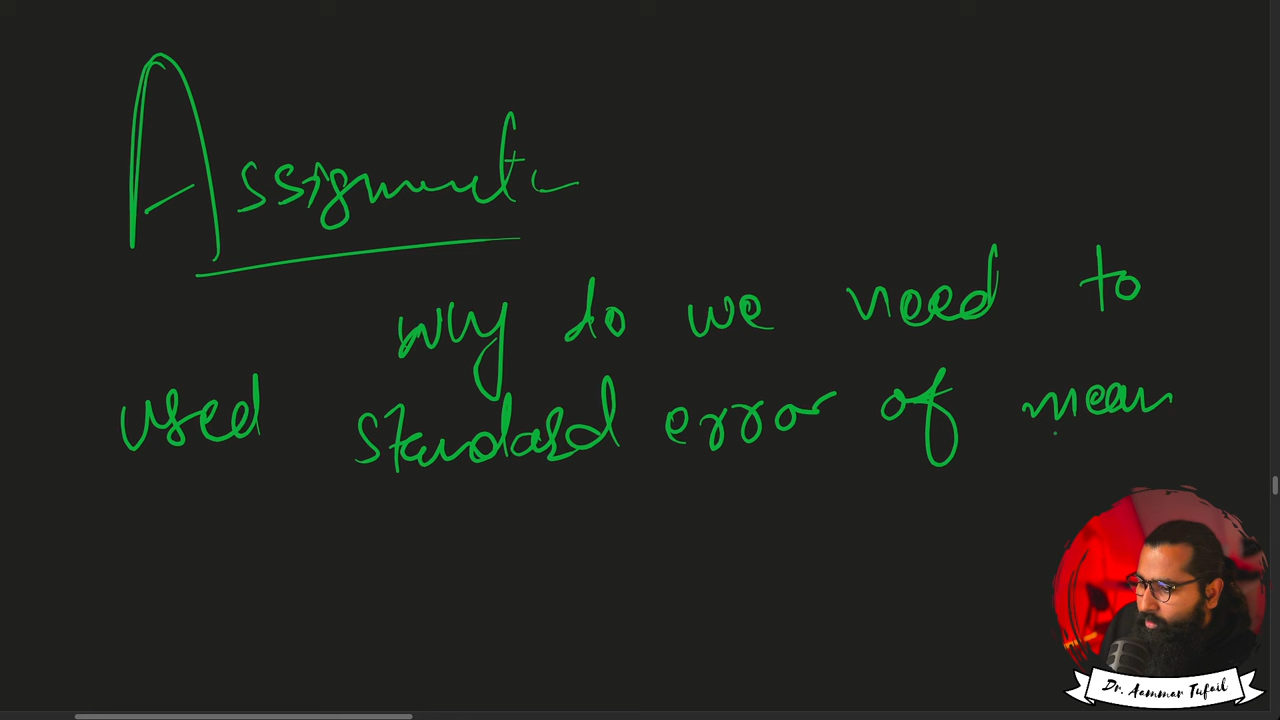 Assignment
why do we need to
used standard error of mean
Dr. Aammar Tufail